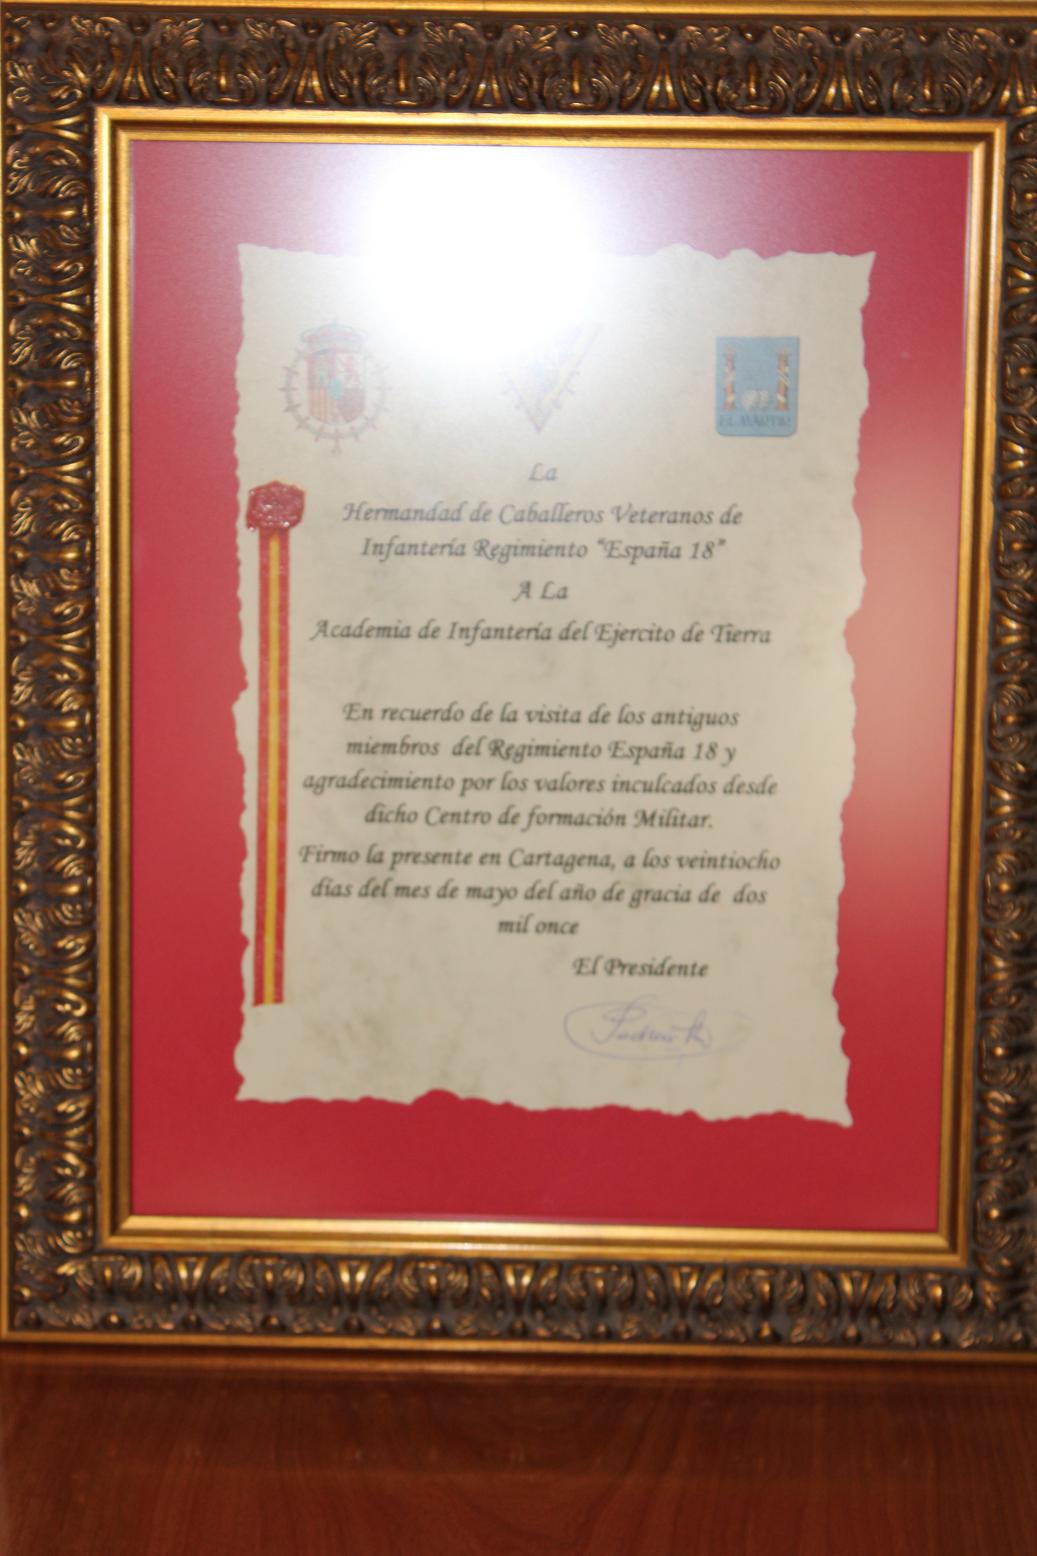 EL MÁRTIR
La
Hermandad de Caballeros Veteranos de
Infantería Regimiento “España 18”
A La
Academia de Infantería del Ejercito de Tierra
En recuerdo de la visita de los antiguos
miembros del Regimiento España 18 y
agradecimiento por los valores inculcados desde
dicho Centro de formación Militar.
Firmo la presente en Cartagena, a los veintiocho
días del mes de mayo del año de gracia de dos
mil once
El Presidente